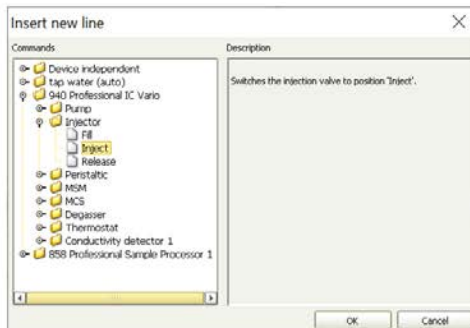 Insert new line
Commands
Description
Device independent
tap water (auto)
940 Professional IC Vario
Pump
Injector
Fill
Inject
Release
Peristaltic
MSM
MCS
Degasser
Thermostat
Conductivity detector 1
858 Professional Sample Processor 1
Switches the injection valve to position 'Inject'.
OK
Cancel